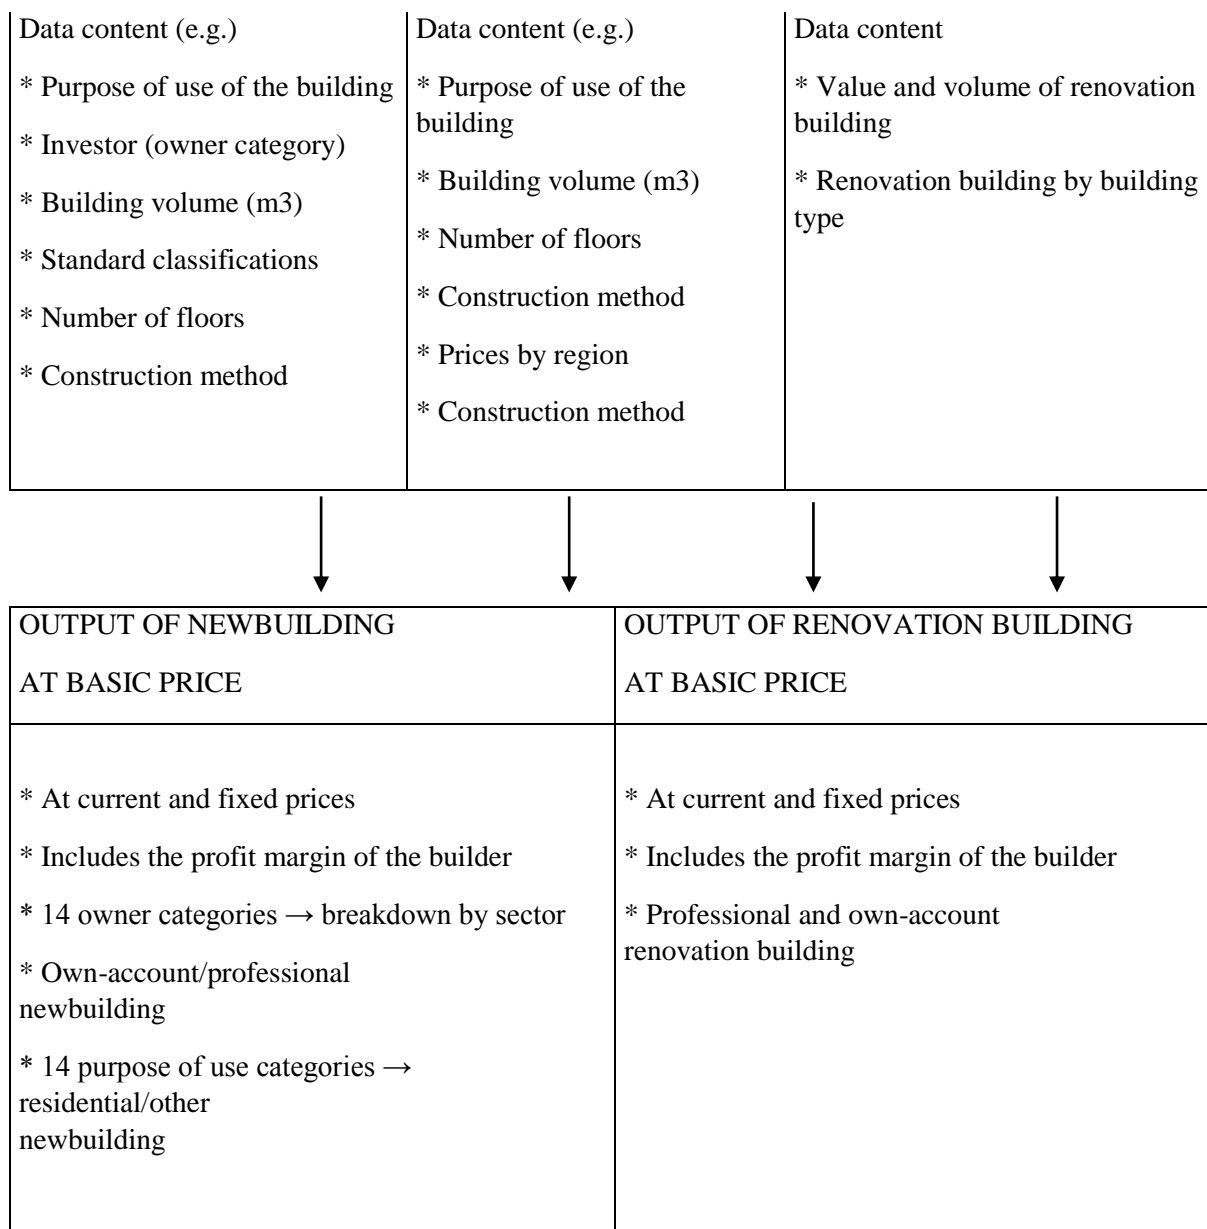 Data content (e.g.)
* Purpose of use of the building
* Investor (owner category)
* Building volume (m3)
* Standard classifications
* Number of floors
* Construction method
Data content (e.g.)
* Purpose of use of the
building
* Building volume (m3)
* Number of floors
* Construction method
* Prices by region
* Construction method
Data content
* Value and volume of renovation
building
* Renovation building by building
type
OUTPUT OF NEWBUILDING
AT BASIC PRICE
OUTPUT OF RENOVATION BUILDING
AT BASIC PRICE
* At current and fixed prices
* Includes the profit margin of the builder
* 14 owner categories → breakdown by sector
* Own-account/professional
newbuilding
* 14 purpose of use categories →
residential/other
newbuilding
* At current and fixed prices
* Includes the profit margin of the builder
* Professional and own-account
renovation building